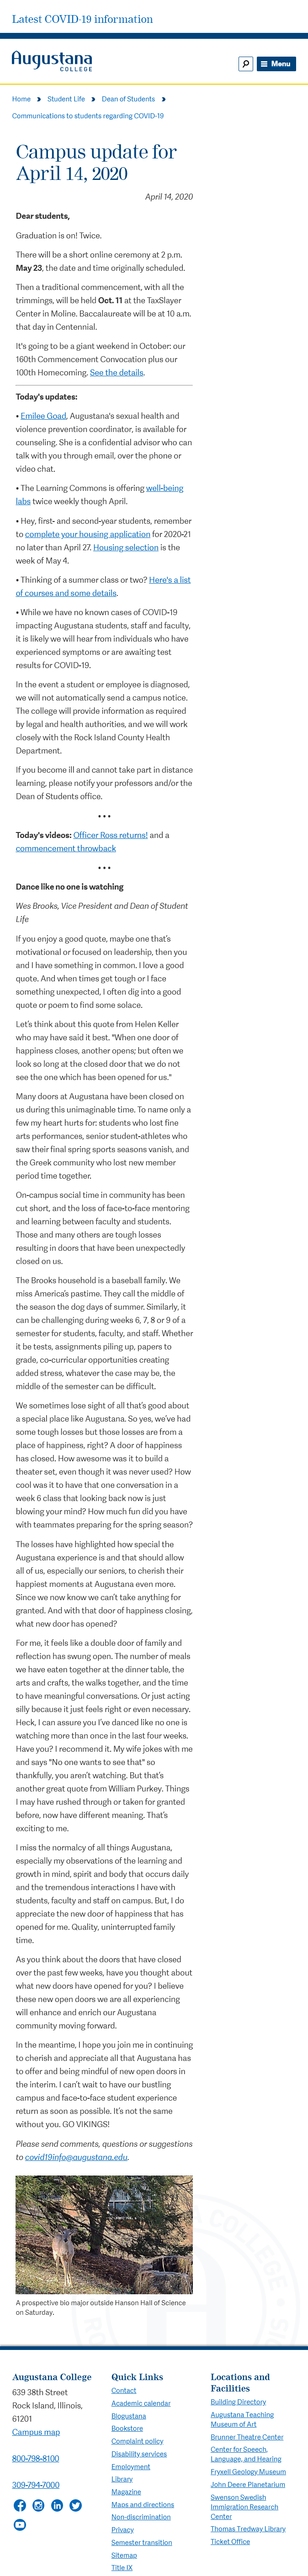 Latest COVID-19 information
Augustana
COLLEGE
Menu
Home › Student Life › Dean of Students ›
Communications to students regarding COVID-19
Campus update for
April 14, 2020
April 14, 2020
Dear students,
Graduation is on! Twice.
There will be a short online ceremony at 2 p.m.
May 23, the date and time originally scheduled.
Then a traditional commencement, with all the
trimmings, will be held Oct. 11 at the TaxSlayer
Center in Moline. Baccalaureate will be at 10 a.m.
that day in Centennial.
It's going to be a giant weekend in October: our
160th Commencement Convocation plus our
100th Homecoming. See the details.
Today's updates:
• Emilee Goad, Augustana's sexual health and
violence prevention coordinator, is available for
counseling. She is a confidential advisor who can
talk with you through email, over the phone, or
video chat.
• The Learning Commons is offering well-being
labs twice weekly though April.
• Hey, first- and second-year students, remember
to complete your housing application for 2020-21
no later than April 27. Housing selection is the
week of May 4.
• Thinking of a summer class or two? Here's a list
of courses and some details.
• While we have no known cases of COVID-19
impacting Augustana students, staff and faculty,
it is likely we will hear from individuals who have
experienced symptoms or are awaiting test
results for COVID-19.
In the event a student or employee is diagnosed,
we will not automatically send a campus notice.
The college will provide information as required
by legal and health authorities, and we will work
closely with the Rock Island County Health
Department.
If you become ill and cannot take part in distance
learning, please notify your professors and/or the
Dean of Students office.
• • •
Today's videos: Officer Ross returns! and a
commencement throwback
• • •
Dance like no one is watching
Wes Brooks, Vice President and Dean of Student
Life
If you enjoy a good quote, maybe one that's
motivational or focused on leadership, then you
and I have something in common. I love a good
quote. And when times get tough or I face
something unexpected, I often dig into a good
quote or poem to find some solace.
Let's think about this quote from Helen Keller
who may have said it best. "When one door of
happiness closes, another opens; but often we
look so long at the closed door that we do not
see the one which has been opened for us."
Many doors at Augustana have been closed on
us during this unimaginable time. To name only a
few my heart hurts for: students who lost fine
arts performances, senior student-athletes who
saw their final spring sports seasons vanish, and
the Greek community who lost new member
period time together.
On-campus social time in community has been
cut short, and the loss of face-to-face mentoring
and learning between faculty and students.
Those and many others are tough losses
resulting in doors that have been unexpectedly
closed on us.
The Brooks household is a baseball family. We
miss America's pastime. They call the middle of
the season the dog days of summer. Similarly, it
can be challenging during weeks 6, 7, 8 or 9 of a
semester for students, faculty, and staff. Whether
it be tests, assignments piling up, papers to
grade, co-curricular opportunities creating
added stress, whatever the case may be, the
middle of the semester can be difficult.
We sometimes lose sight of all that's good about
a special place like Augustana. So yes, we've had
some tough losses but there are doors of
happiness opening, right? A door of happiness
has closed. How awesome was it to build a
theater set, even though it was never used? How
cool was it to have that one conversation in a
week 6 class that looking back now is just
blowing your mind? How much fun did you have
with teammates preparing for the spring season?
The losses have highlighted how special the
Augustana experience is and that should allow
all of us, especially our seniors, to cherish their
happiest moments at Augustana even more.
Since we now know we can't take anything for
granted. And with that door of happiness closing,
what new door has opened?
For me, it feels like a double door of family and
reflection has swung open. The number of meals
we have eaten together at the dinner table, the
arts and crafts, the photographs, and the time to
have meaningful conversations. Or just acting
silly because it just felt right or even necessary.
Heck, I can assure you I've danced like no one is
watching more than once in the last four weeks.
Have you? I recommend it. My wife jokes with me
and says "No one wants to see that" so
thankfully, you aren't watching. But that's
another great quote from William Purkey. Things
I may have rushed through or taken for granted
before, now have different meaning. That's
exciting to me.
I miss the normalcy of all things Augustana,
especially my observations of the learning and
growth in mind, spirit and body that occurs daily
and the tremendous interactions I have with
students, faculty and staff on campus. But, I do
appreciate the new door of happiness that has
opened for me. Quality, uninterrupted family
time.
As you think about the doors that have closed
over the past few weeks, have you thought about
what new doors have opened for you? I believe
these new open doors we are all experiencing
will enhance and enrich our Augustana
community moving forward.
In the meantime, I hope you join me in continuing
to cherish and appreciate all that Augustana has
to offer and being mindful of new open doors in
the interim. I can't wait to have our bustling
campus and face-to-face student experience
return as soon as possible. It's not the same
without you. GO VIKINGS!
Please send comments, questions or suggestions
to covid19info@augustana.edu.
A prospective bio major outside Hanson Hall of Science
on Saturday.
Augustana College
639 38th Street
Rock Island, Illinois,
61201
Campus map
800-798-8100
309-794-7000
Quick Links
Contact
Academic calendar
Blogustana
Bookstore
Complaint policy
Disability services
Employment
Library
Magazine
Maps and directions
Non-discrimination
Privacy
Semester transition
Sitemap
Title IX
Locations and
Facilities
Building Directory
Augustana Teaching
Museum of Art
Brunner Theatre Center
Center for Speech,
Language, and Hearing
Fryxell Geology Museum
John Deere Planetarium
Swenson Swedish
Immigration Research
Center
Thomas Tredway Library
Ticket Office